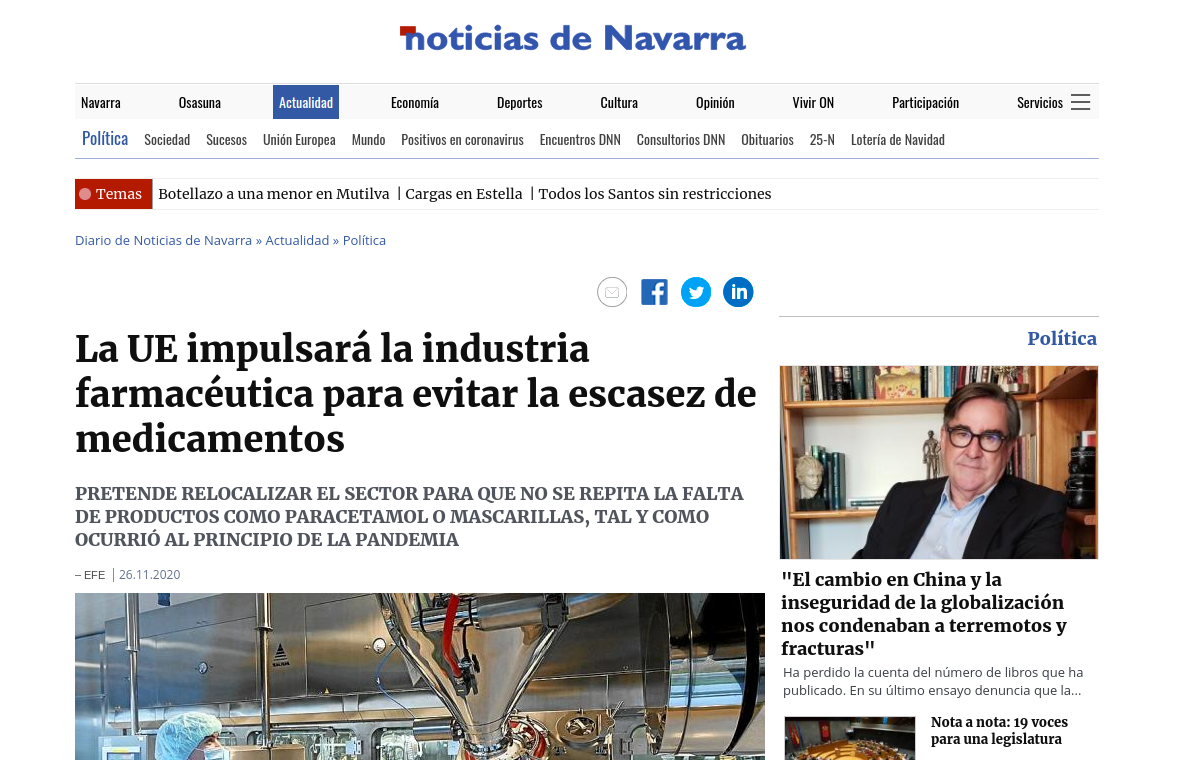 noticias de Navarra
Navarra Osasuna Actualidad Economía Deportes Cultura Opinión Vivir ON Participación Servicios
Política Sociedad Sucesos Unión Europea Mundo Positivos en coronavirus Encuentros DNN Consultorios DNN Obituarios 25-N Lotería de Navidad
Temas Botellazo a una menor en Mutilva | Cargas en Estella | Todos los Santos sin restricciones
Diario de Noticias de Navarra » Actualidad » Política
La UE impulsará la industria
farmacéutica para evitar la escasez de
medicamentos
PRETENDE RELOCALIZAR EL SECTOR PARA QUE NO SE REPITA LA FALTA
DE PRODUCTOS COMO PARACETAMOL O MASCARILLAS, TAL Y COMO
OCURRIÓ AL PRINCIPIO DE LA PANDEMIA
– EFE | 26.11.2020
Política
"El cambio en China y la
inseguridad de la globalización
nos condenaban a terremotos y
fracturas"
Ha perdido la cuenta del número de libros que ha
publicado. En su último ensayo denuncia que la...
Nota a nota: 19 voces
para una legislatura